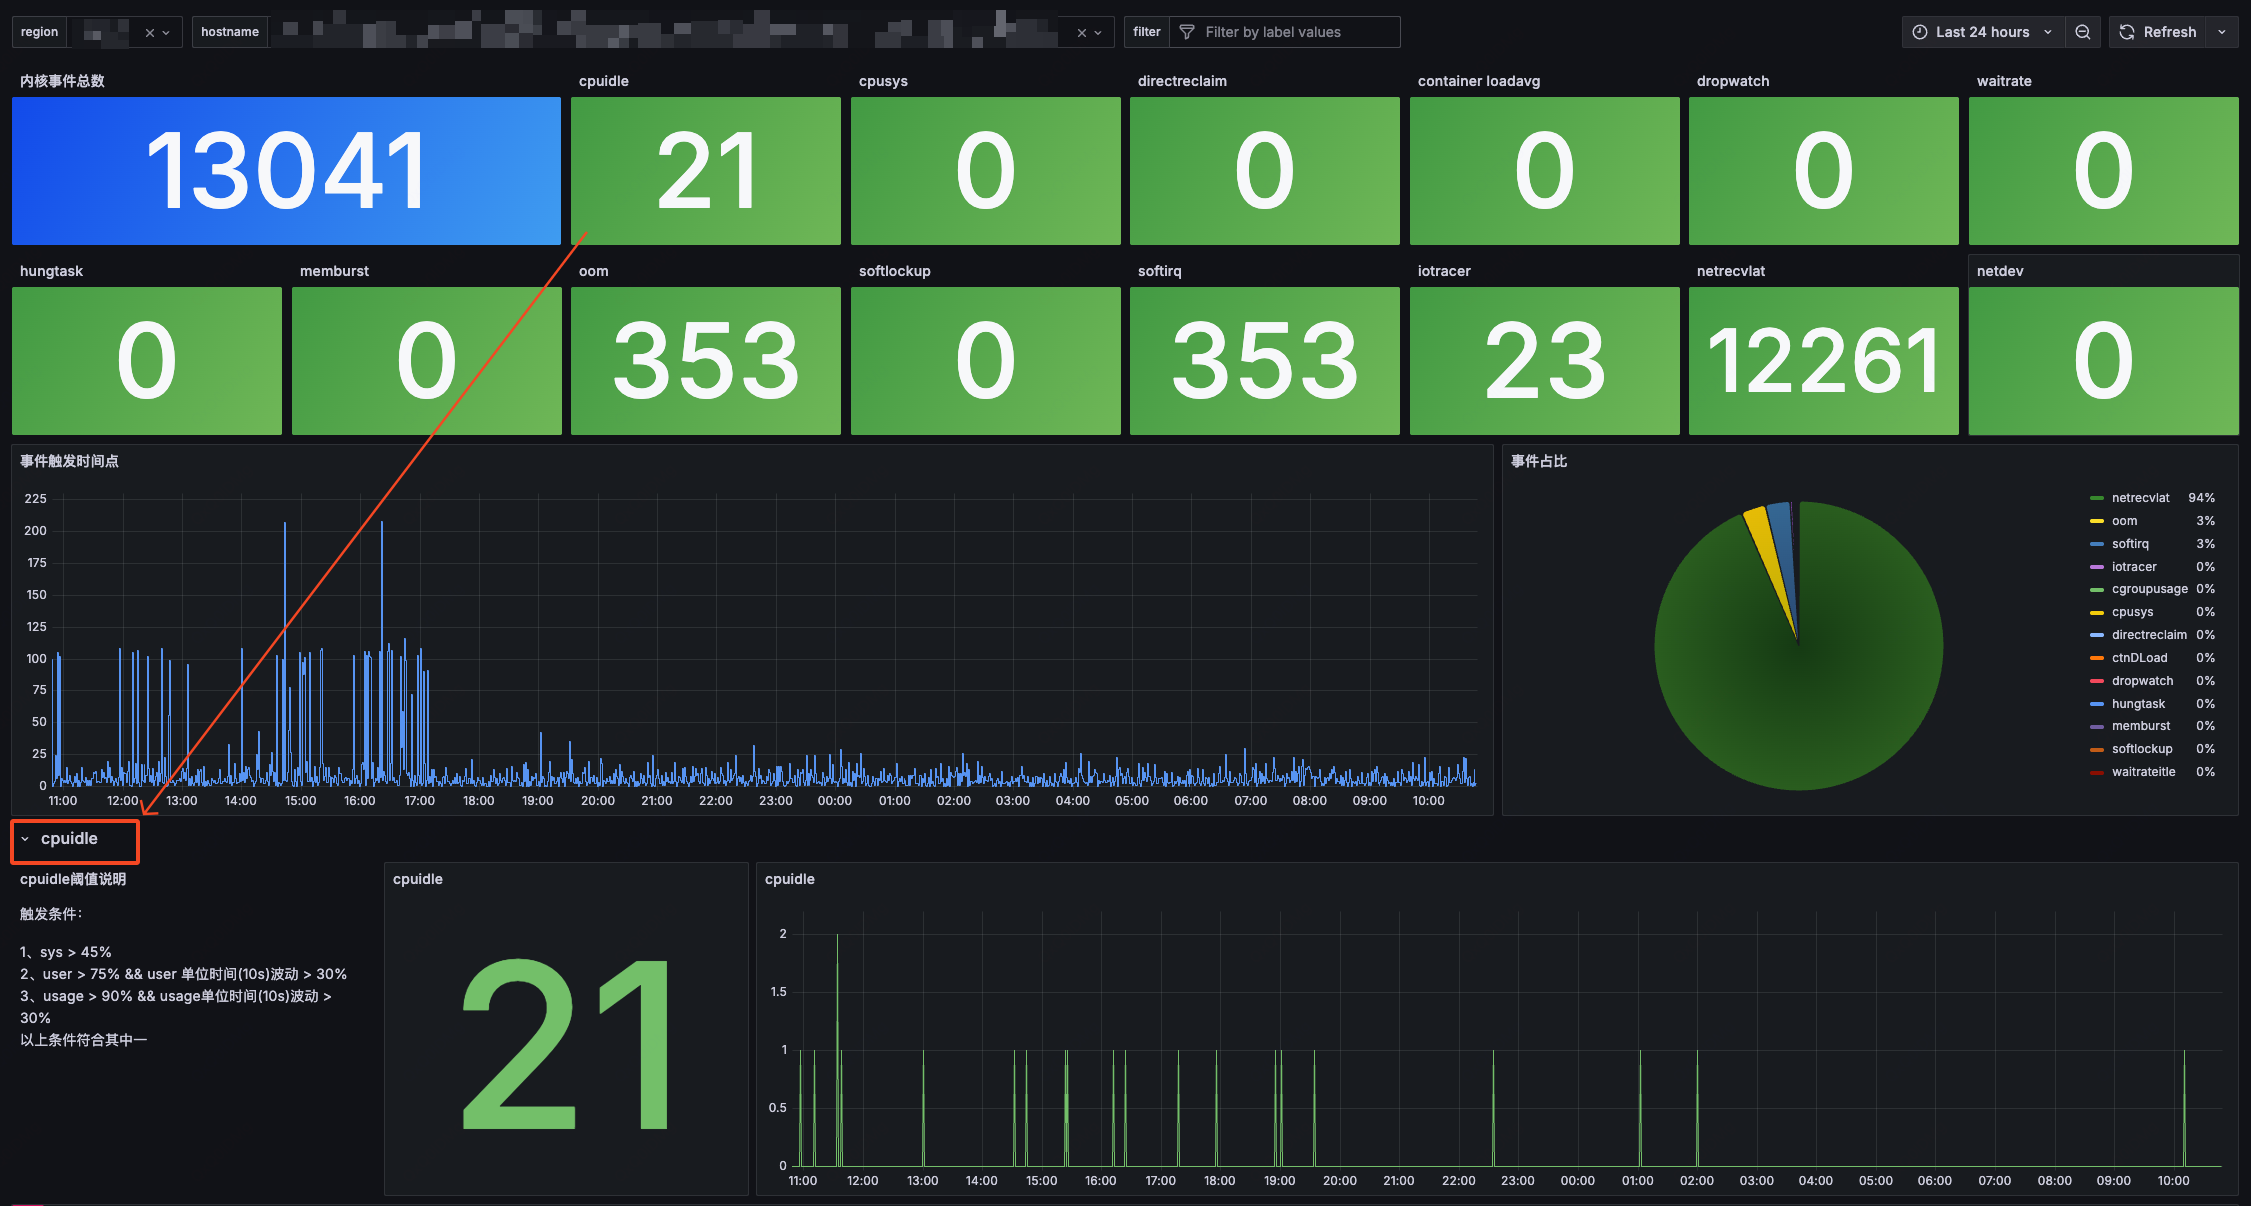 region
hostname
filter
Filter by label values
Last 24 hours
Refresh
内核事件总数
cpuidle
cpusys
directreclaim
container loadavg
dropwatch
waitrate
13041
21
0
0
0
0
0
hungtask
memburst
oom
softlockup
softirq
iotracer
netrecvlat
netdev
0
0
353
0
353
23
12261
0
事件触发时间点
225
200
175
150
125
100
75
50
25
0
11:00 12:00 13:00 14:00 15:00 16:00 17:00 18:00 19:00 20:00 21:00 22:00 23:00 00:00 01:00 02:00 03:00 04:00 05:00 06:00 07:00 08:00 09:00 10:00
事件占比
netrecvlat 94%
oom 3%
softirq 3%
iotracer 0%
cgroupusage 0%
cpusys 0%
directreclaim 0%
ctnDLoad 0%
dropwatch 0%
hungtask 0%
memburst 0%
softlockup 0%
waitrateitle 0%
cpuidle
cpuidle阈值说明
触发条件：
1、sys > 45%
2、user > 75% && user 单位时间(10s)波动 > 30%
3、usage > 90% && usage单位时间(10s)波动 >
30%
以上条件符合其中一
cpuidle
21
cpuidle
2
1.5
1
0.5
0
11:00 12:00 13:00 14:00 15:00 16:00 17:00 18:00 19:00 20:00 21:00 22:00 23:00 00:00 01:00 02:00 03:00 04:00 05:00 06:00 07:00 08:00 09:00 10:00